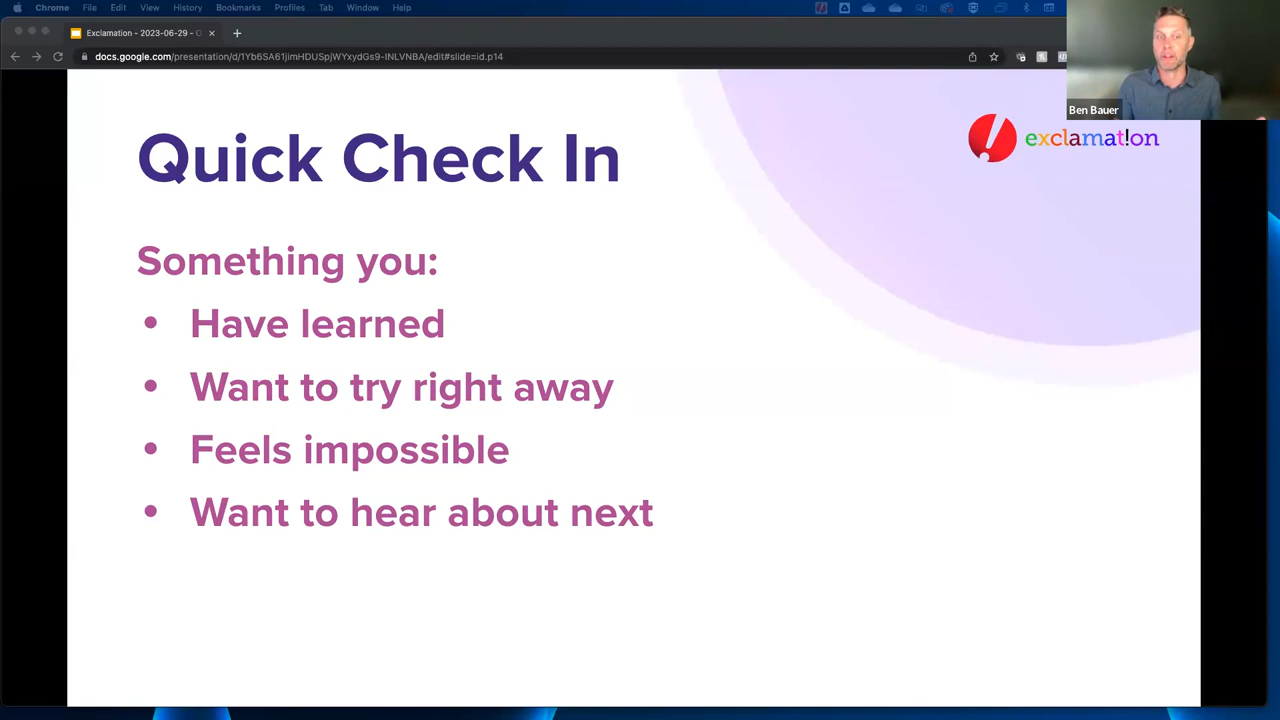 Chrome File Edit View History Bookmarks Profiles Tab Window Help
Exclamation - 2023-06-29 -
docs.google.com/presentation/d/1Yb6SA61jimHDUSpjWYxydGs9-INLVNBA/edit#slide=id.p14
Ben Bauer
exclamat!on
Quick Check In
Something you:
• Have learned
• Want to try right away
• Feels impossible
• Want to hear about next